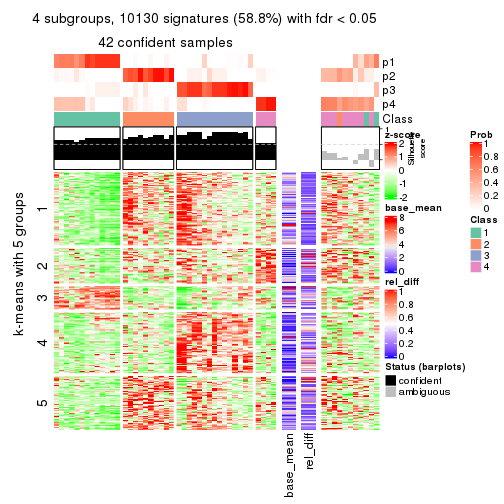 4 subgroups, 10130 signatures (58.8%) with fdr < 0.05
42 confident samples
p1
p2
p3
p4
Class
1
Silhouette
score
k-means with 5 groups
1
2
3
4
5
base_mean
rel_diff
z-score
2
1
0
-1
-2
base_mean
8
6
4
2
0
rel_diff
1
0.8
0.6
0.4
0.2
0
Status (barplots)
confident
ambiguous
Prob
1
0.8
0.6
0.4
0.2
0
Class
1
2
3
4